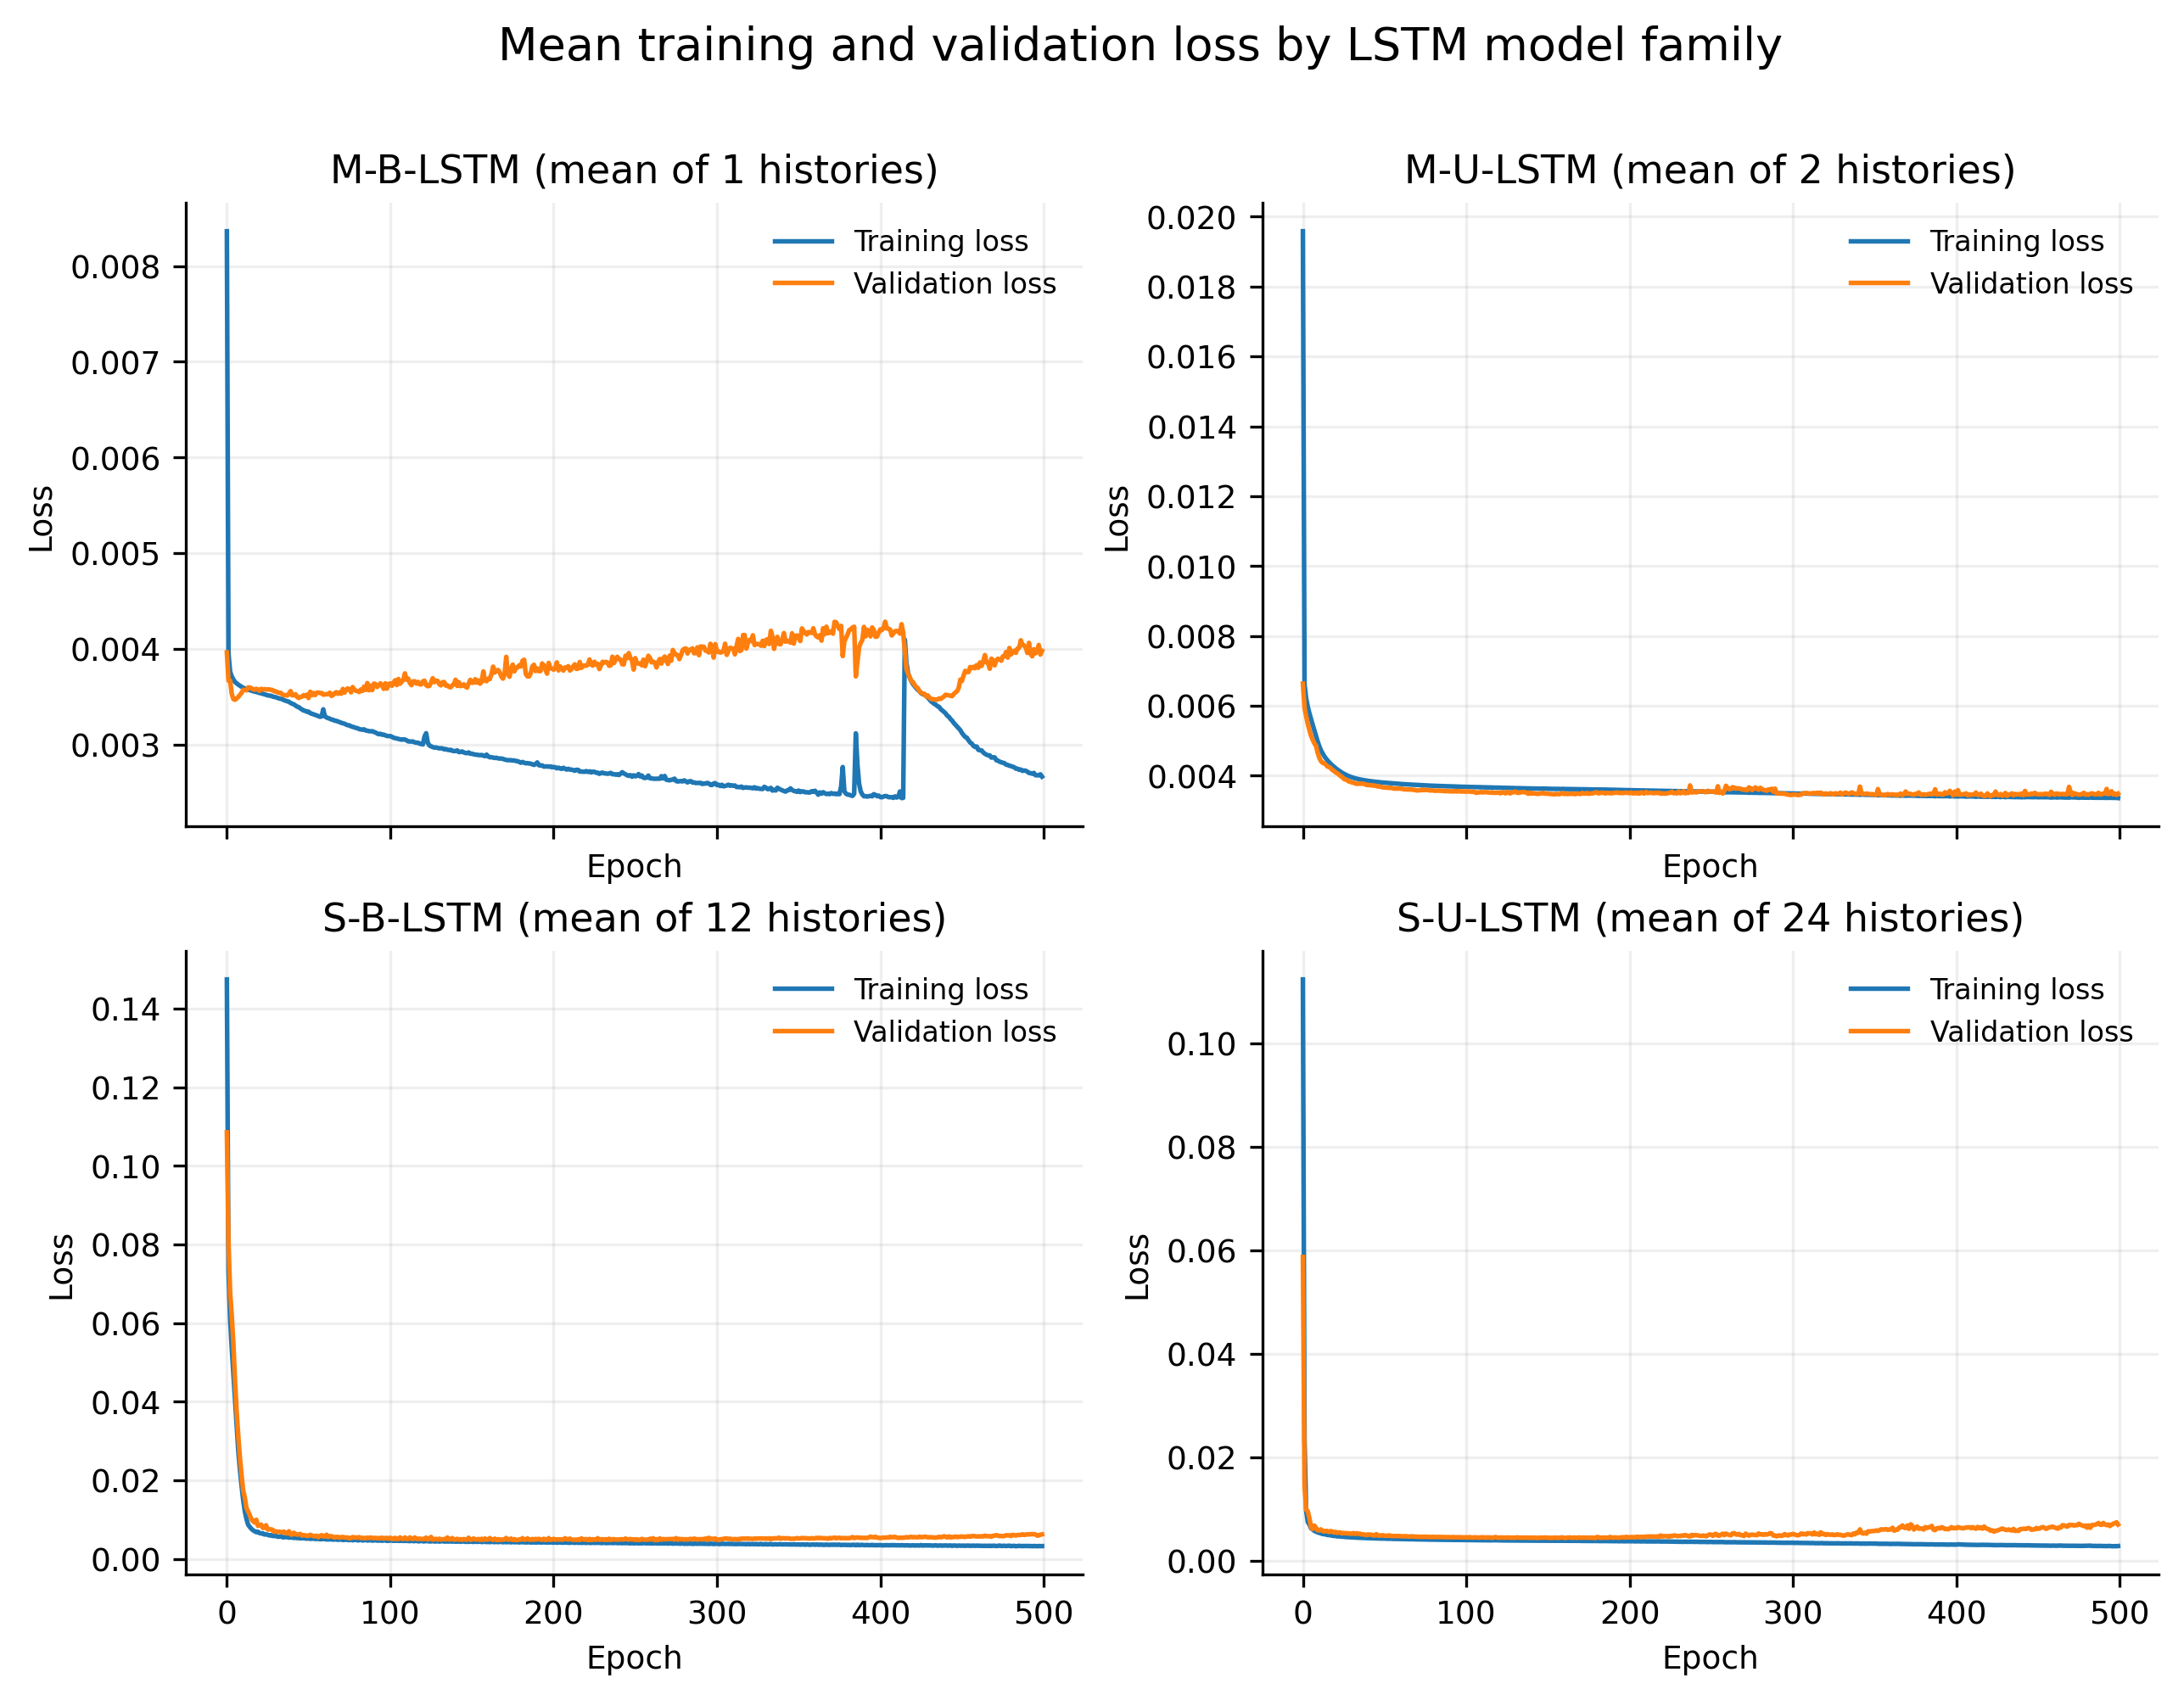 Mean training and validation loss by LSTM model family
M-B-LSTM (mean of 1 histories)
Training loss
Validation loss
0.008
0.007
0.006
0.005
0.004
0.003
Loss
Epoch
M-U-LSTM (mean of 2 histories)
Training loss
Validation loss
0.020
0.018
0.016
0.014
0.012
0.010
0.008
0.006
0.004
Loss
Epoch
S-B-LSTM (mean of 12 histories)
Training loss
Validation loss
0.14
0.12
0.10
0.08
0.06
0.04
0.02
0.00
Loss
0 100 200 300 400 500
Epoch
S-U-LSTM (mean of 24 histories)
Training loss
Validation loss
0.10
0.08
0.06
0.04
0.02
0.00
Loss
0 100 200 300 400 500
Epoch